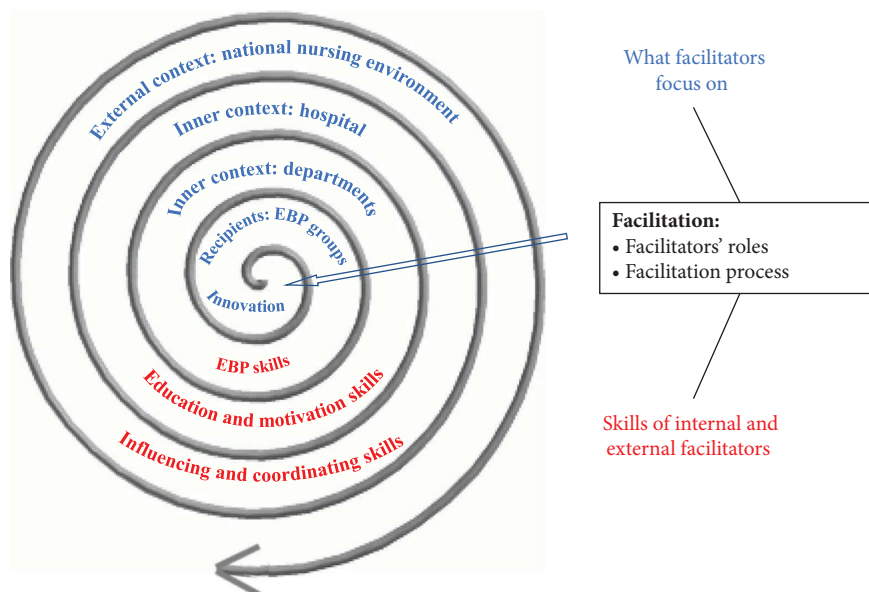 External context: national nursing environment
Inner context: hospital
Inner context: departments
Recipients: EBP groups
Innovation
EBP skills
Education and motivation skills
Influencing and coordinating skills
What facilitators
focus on
Facilitation:
• Facilitators' roles
• Facilitation process
Skills of internal and
external facilitators